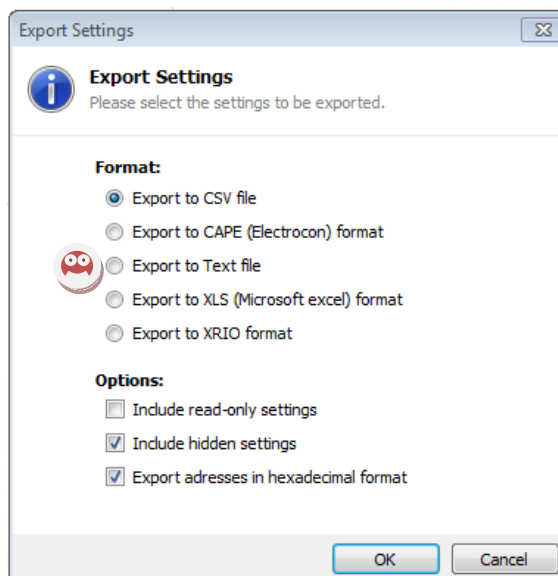 Export Settings
Export Settings
Please select the settings to be exported.
Format:
Export to CSV file
Export to CAPE (Electrocon) format
Export to Text file
Export to XLS (Microsoft excel) format
Export to XRIO format
Options:
Include read-only settings
Include hidden settings
Export adresses in hexadecimal format
OK Cancel